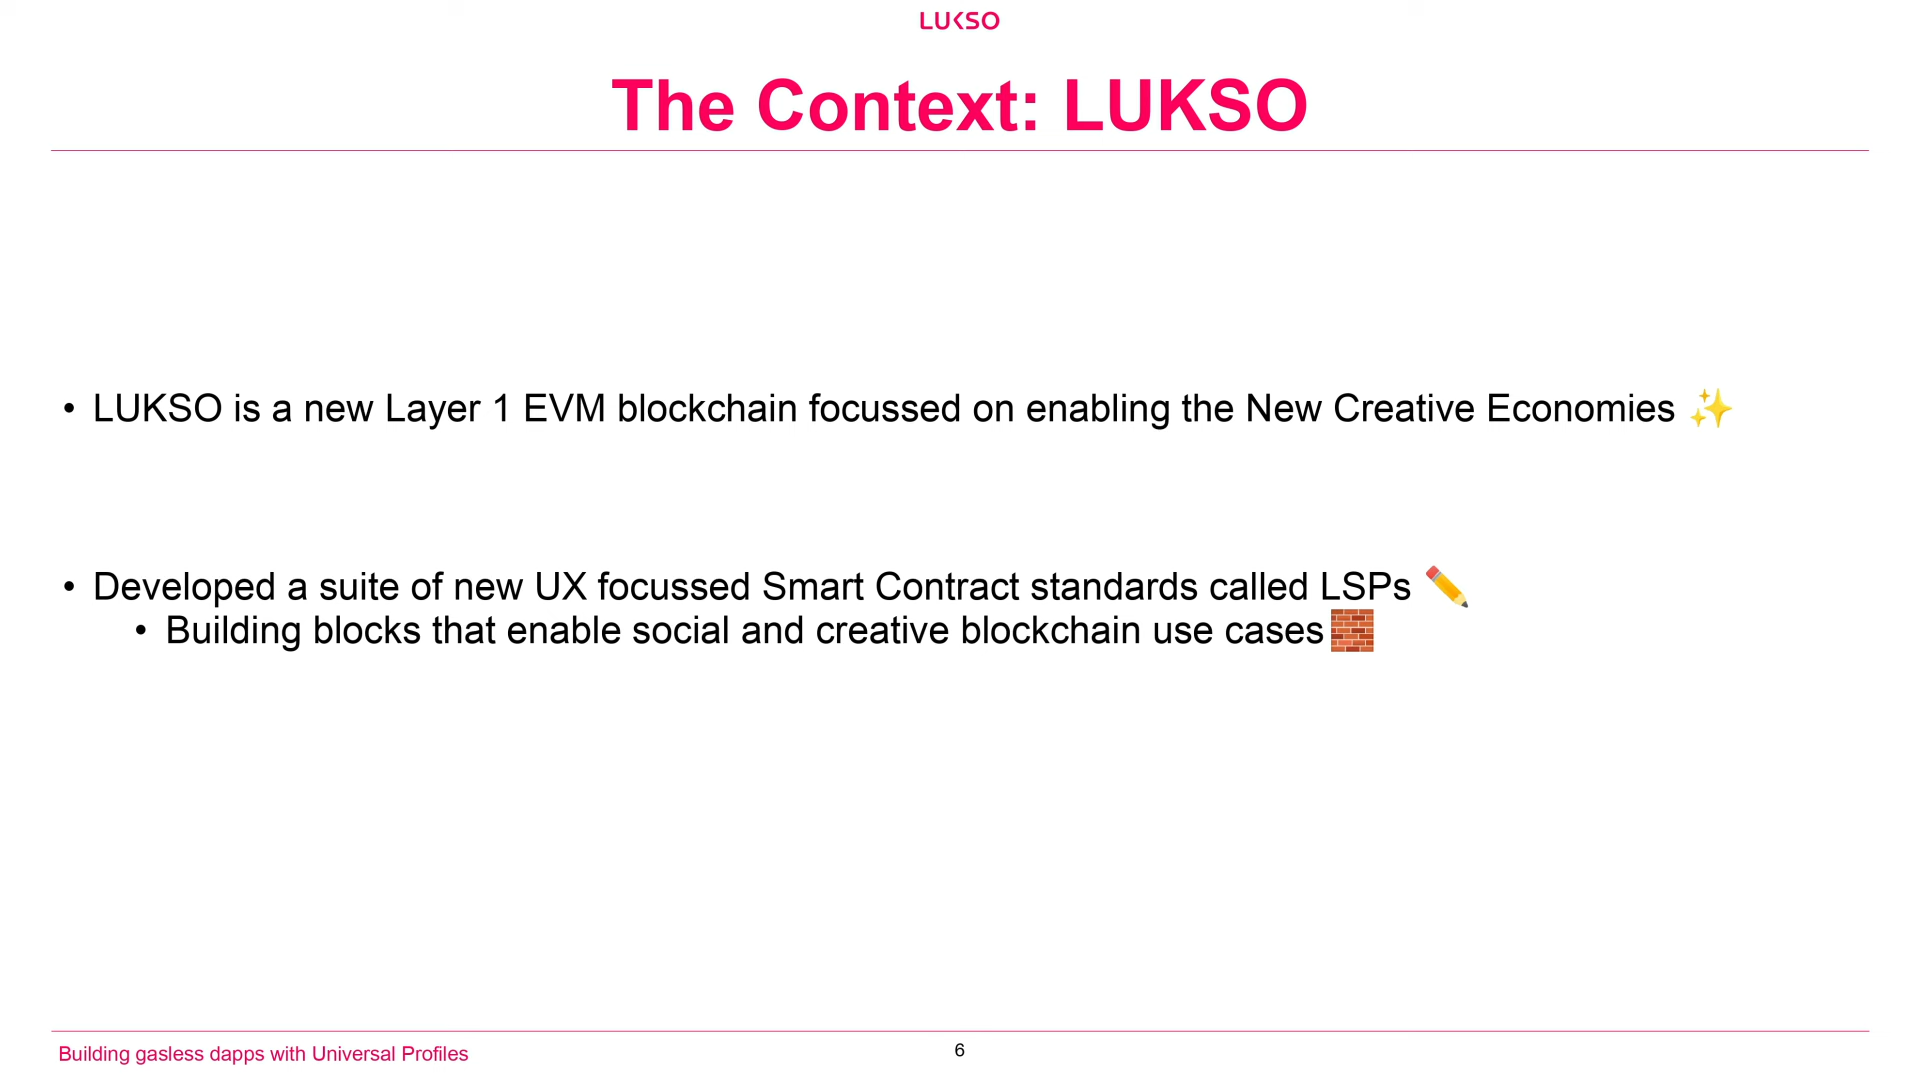 LUKSO
The Context: LUKSO
• LUKSO is a new Layer 1 EVM blockchain focussed on enabling the New Creative Economies ✨
• Developed a suite of new UX focussed Smart Contract standards called LSPs ✏️
• Building blocks that enable social and creative blockchain use cases🧱
Building gasless dapps with Universal Profiles
6